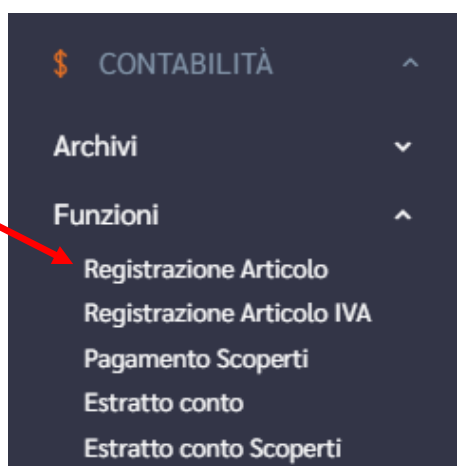 $ CONTABILITÀ
Archivi
Funzioni
Registrazione Articolo
Registrazione Articolo IVA
Pagamento Scoperti
Estratto conto
Estratto conto Scoperti